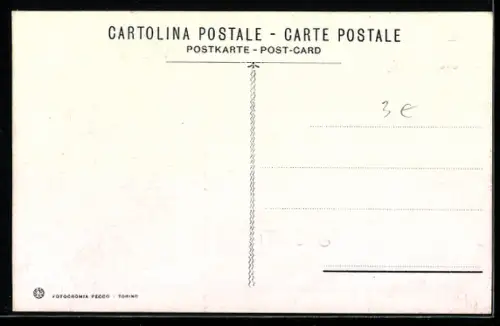 CARTOLINA POSTALE - CARTE POSTALE
POSTKARTE - POST-CARD
3 €
FOTOCROMIA FECCO - TORINO